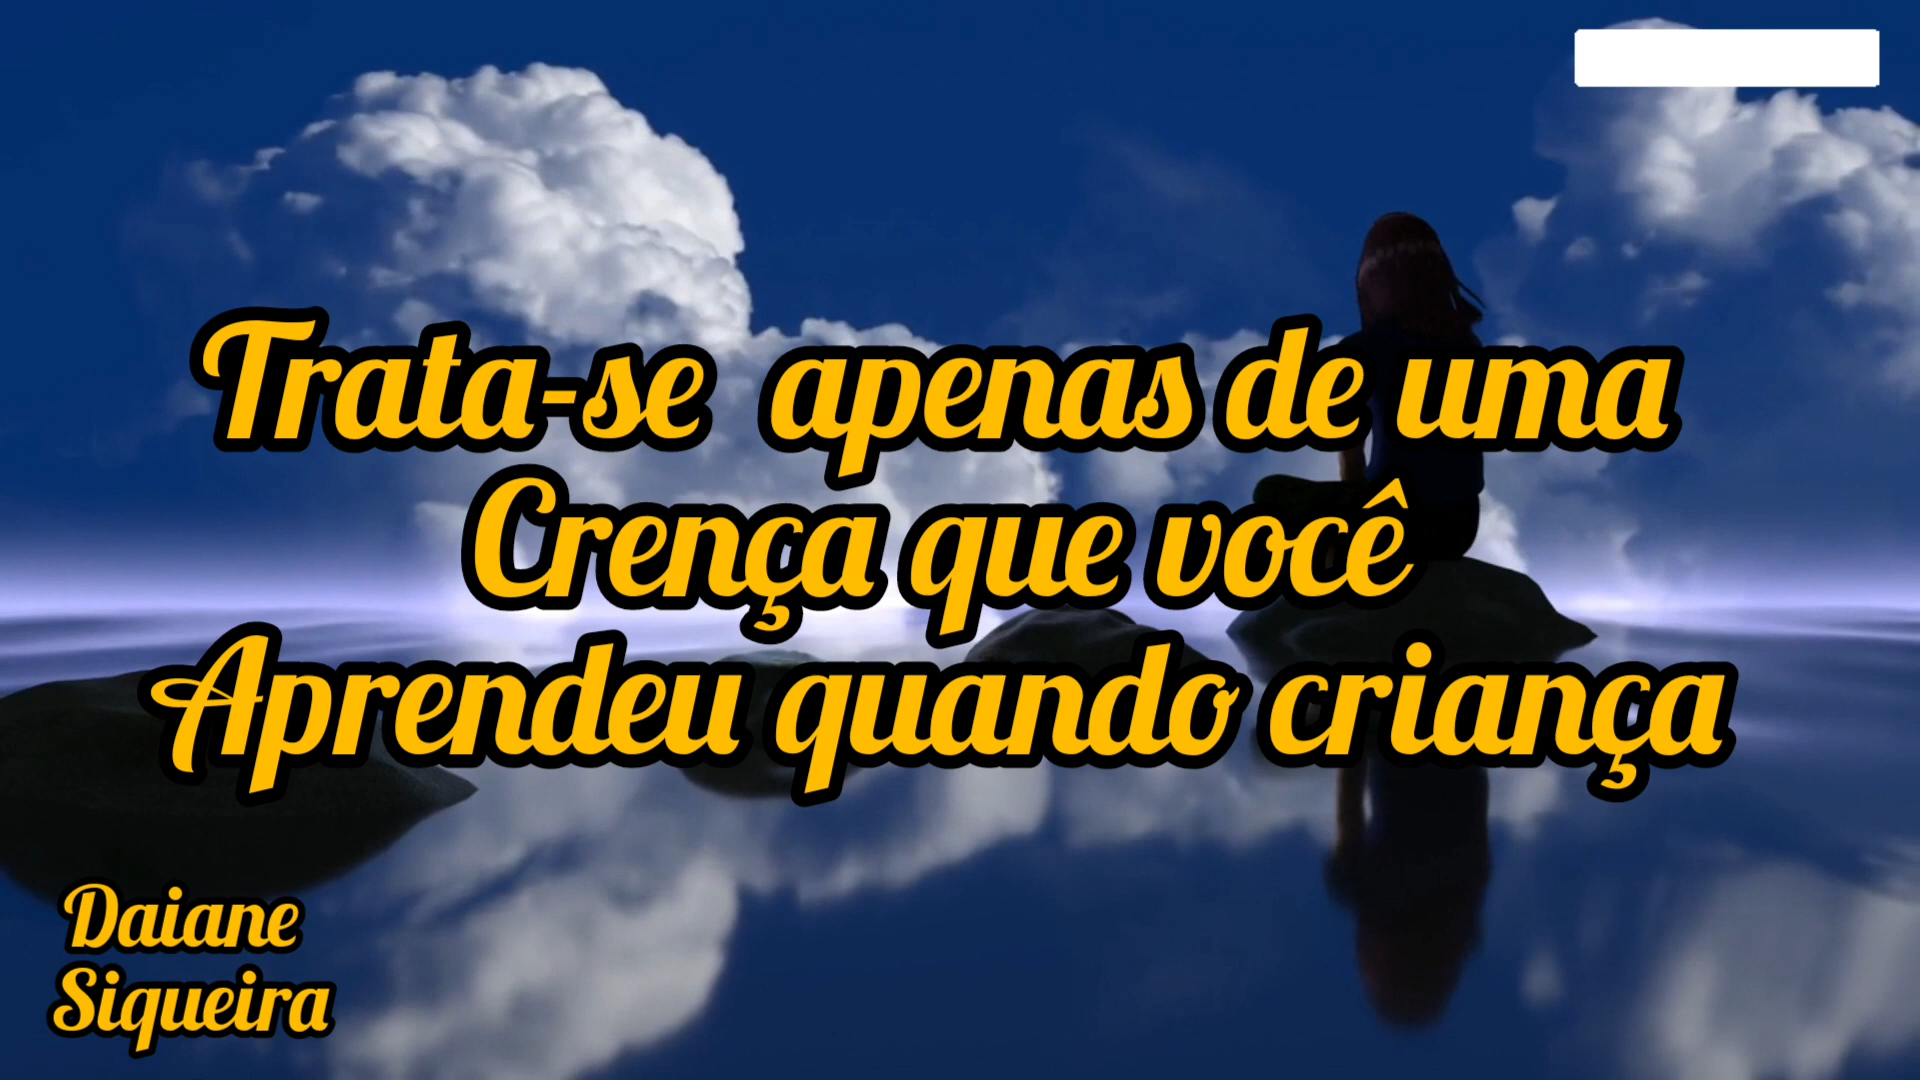 Trata-se apenas de uma
Crença que você
Aprendeu quando criança
Daiane
Siqueira